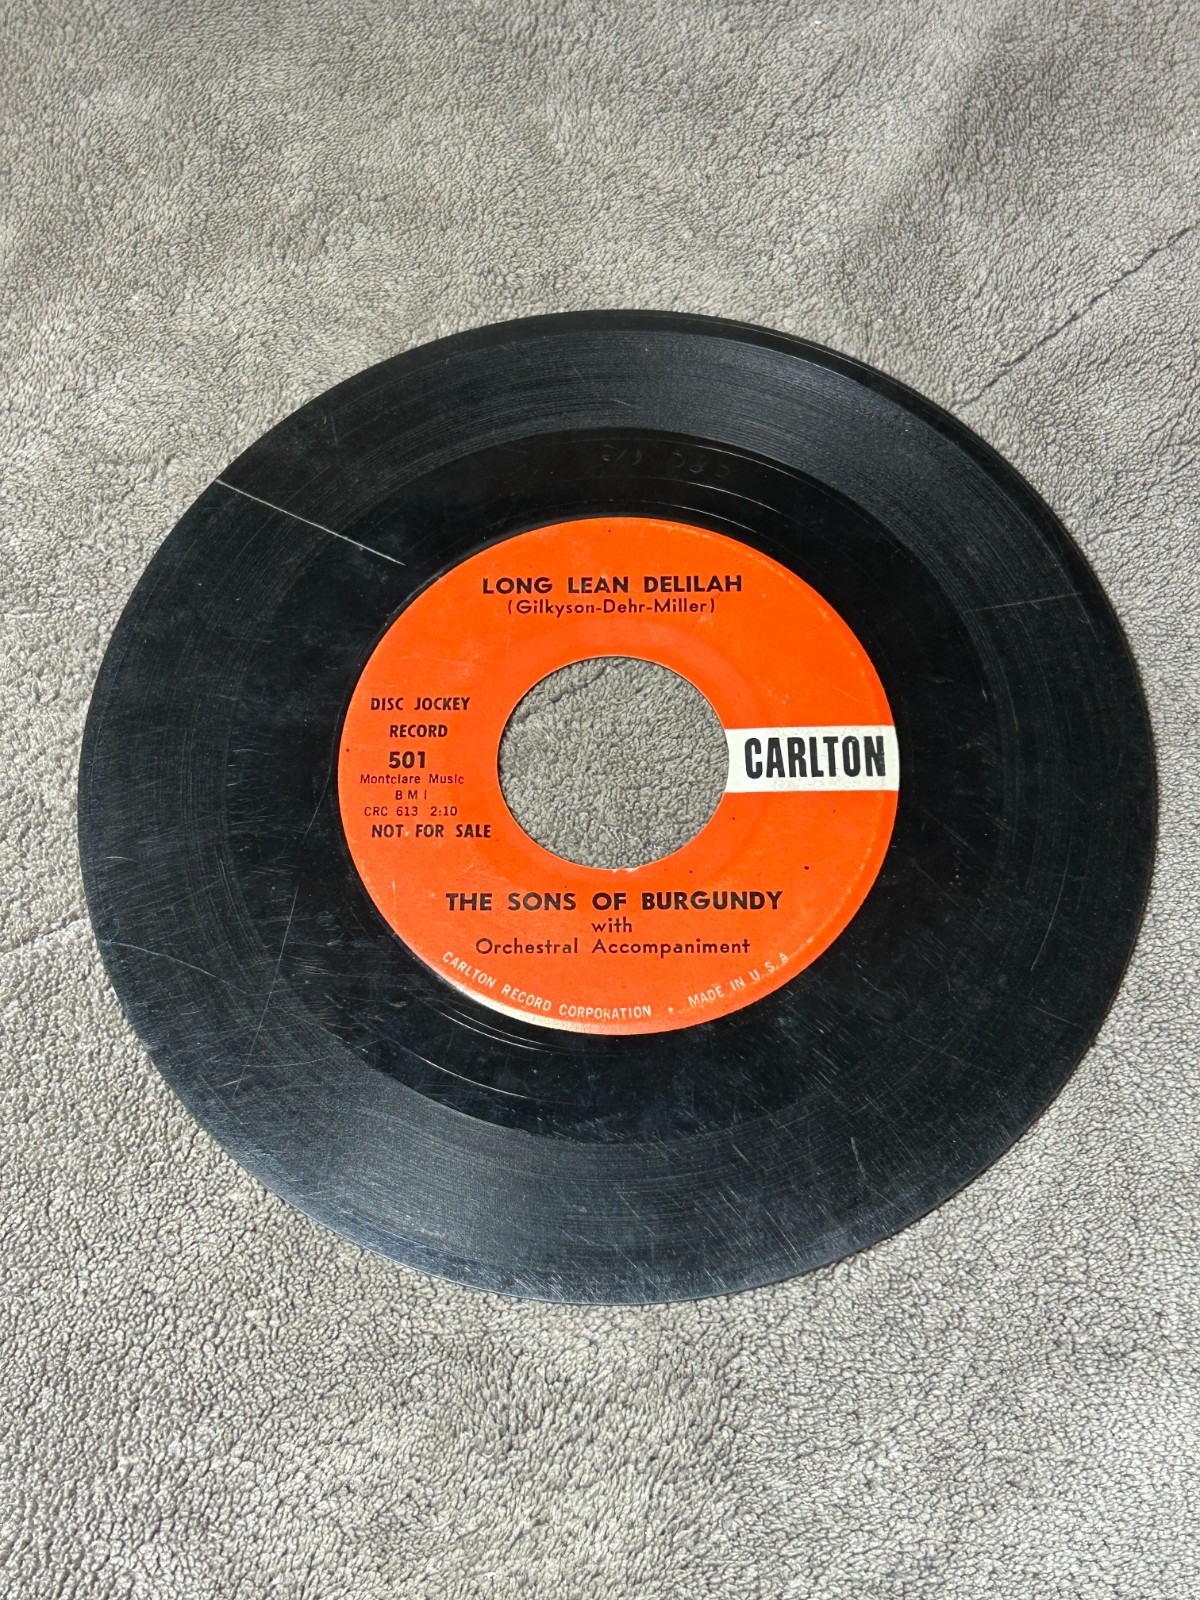 LONG LEAN DELILAH
(Gilkyson-Dehr-Miller)
DISC JOCKEY
RECORD
501
Montclare Music
BMI
CRC 613 2:10
NOT FOR SALE
CARLTON
THE SONS OF BURGUNDY
with
Orchestral Accompaniment
CARLTON RECORD CORPORATION • MADE IN U.S.A.